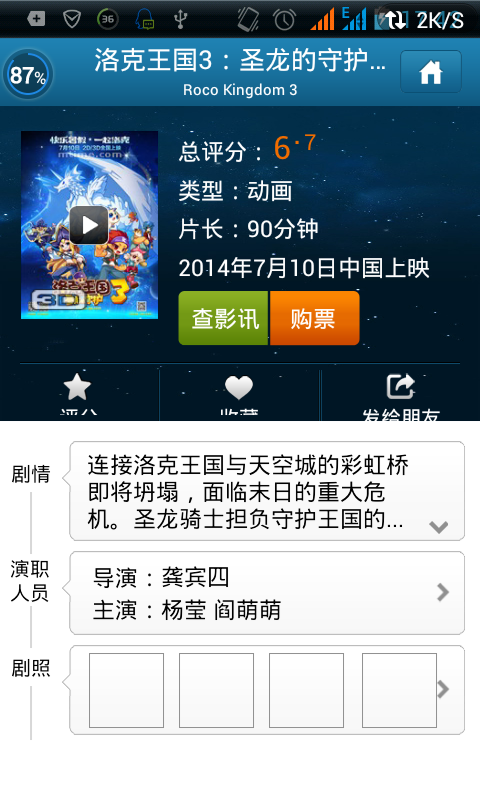 36
E
2K/S
87%
洛克王国3：圣龙的守护...
Roco Kingdom 3
快乐暑假·一起洛克
7月10日, 2D/3D全国上映
mtime.com
洛克王国3
3D
总评分：6.7
类型：动画
片长：90分钟
2014年7月10日中国上映
查影讯
购票
评分
收藏
发给朋友
剧情
连接洛克王国与天空城的彩虹桥
即将坍塌，面临末日的重大危
机。圣龙骑士担负守护王国的...
演职
人员
导演：龚宾四
主演：杨莹 阎萌萌
剧照